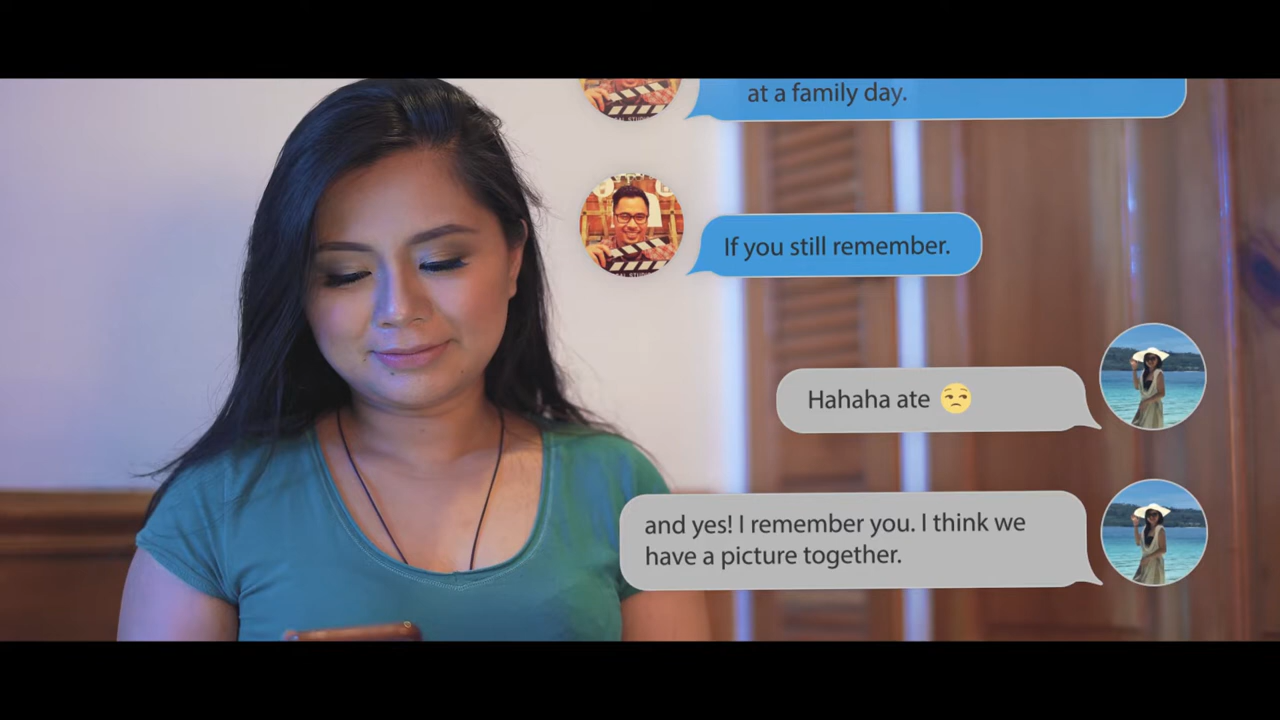 at a family day.
If you still remember.
Hahaha ate 😒
and yes! I remember you. I think we
have a picture together.